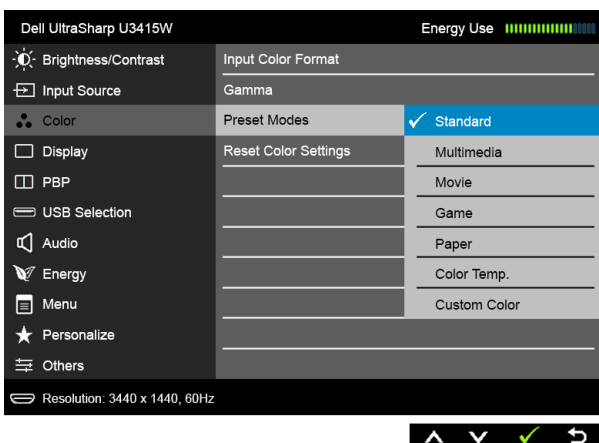 Dell UltraSharp U3415W
Energy Use
Brightness/Contrast
Input Source
Color
Display
PBP
USB Selection
Audio
Energy
Menu
Personalize
Others
Input Color Format
Gamma
Preset Modes
Reset Color Settings
Standard
Multimedia
Movie
Game
Paper
Color Temp.
Custom Color
Resolution: 3440 x 1440, 60Hz